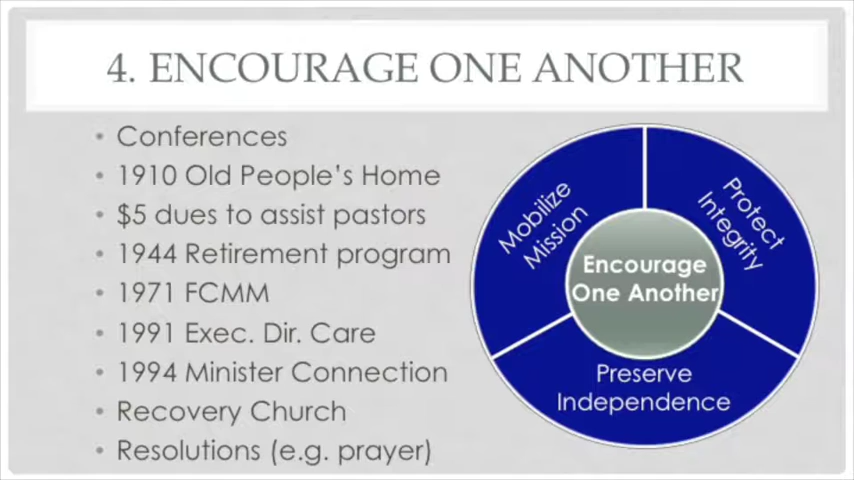 4. ENCOURAGE ONE ANOTHER
• Conferences
• 1910 Old People's Home
• $5 dues to assist pastors
• 1944 Retirement program
• 1971 FCMM
• 1991 Exec. Dir. Care
• 1994 Minister Connection
• Recovery Church
• Resolutions (e.g. prayer)
Mobilize
Mission
Protect
Integrity
Encourage
One Another
Preserve
Independence